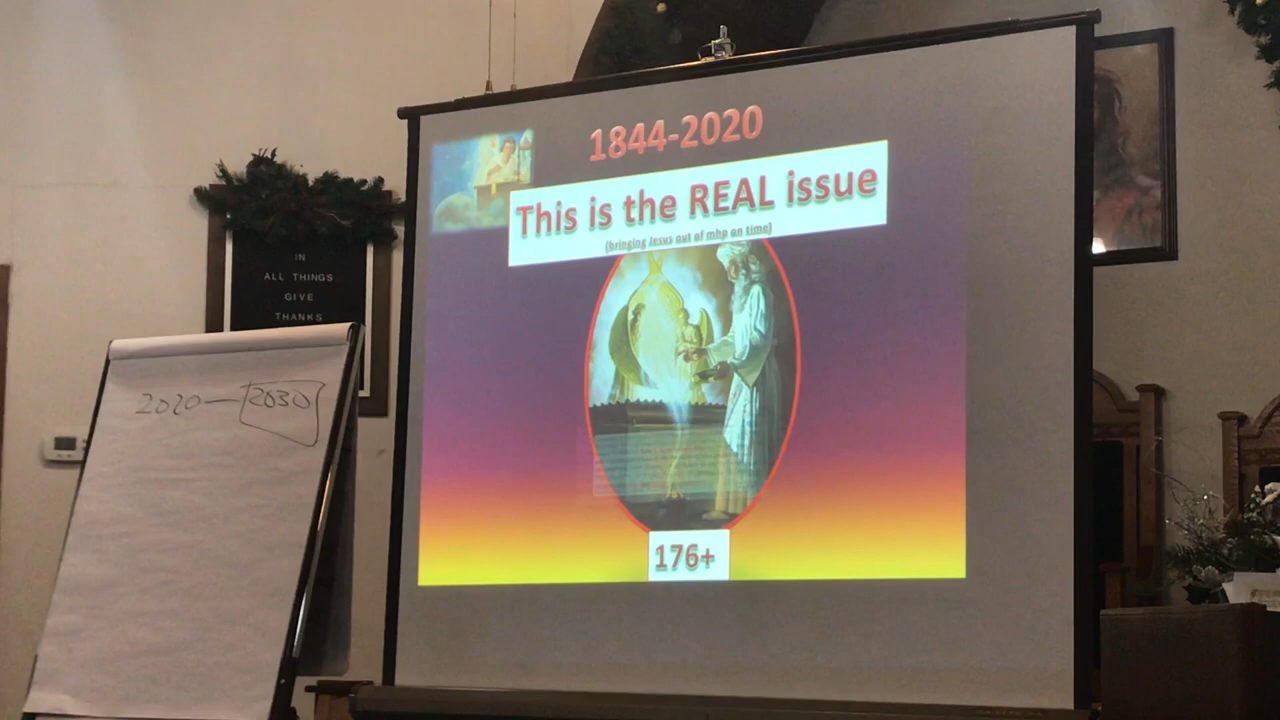 1844-2020
This is the REAL issue
(bringing Jesus out of mhp on time)
176+
IN
ALL THINGS
GIVE
THANKS
2020 — 2030